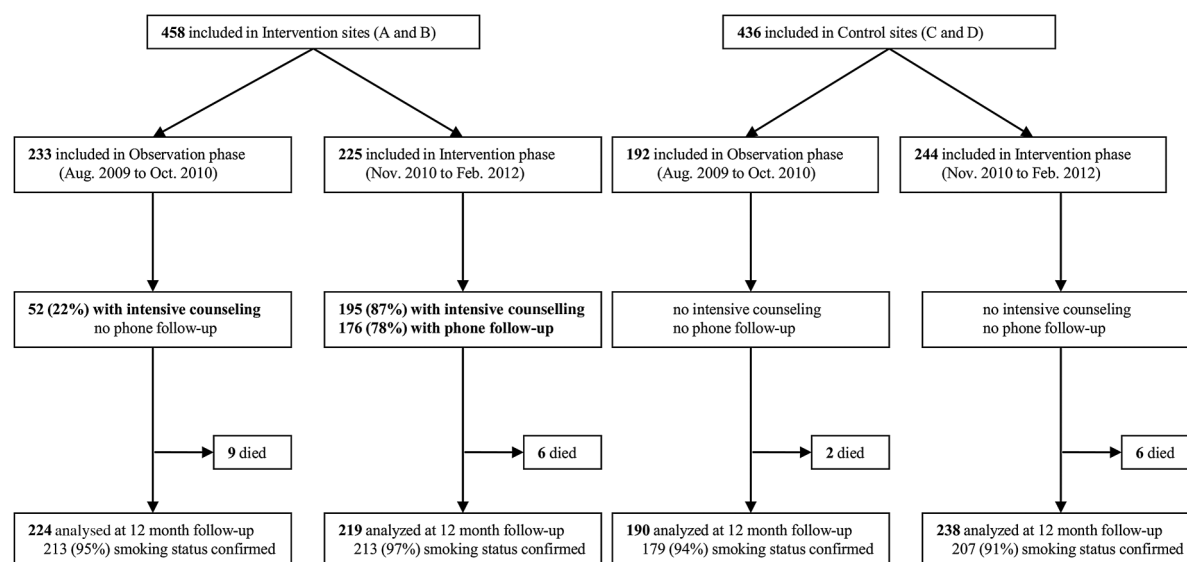 458 included in Intervention sites (A and B)
436 included in Control sites (C and D)
233 included in Observation phase
(Aug. 2009 to Oct. 2010)
225 included in Intervention phase
(Nov. 2010 to Feb. 2012)
192 included in Observation phase
(Aug. 2009 to Oct. 2010)
244 included in Intervention phase
(Nov. 2010 to Feb. 2012)
52 (22%) with intensive counseling
no phone follow-up
195 (87%) with intensive counselling
176 (78%) with phone follow-up
no intensive counseling
no phone follow-up
no intensive counseling
no phone follow-up
9 died
6 died
2 died
6 died
224 analysed at 12 month follow-up
213 (95%) smoking status confirmed
219 analyzed at 12 month follow-up
213 (97%) smoking status confirmed
190 analyzed at 12 month follow-up
179 (94%) smoking status confirmed
238 analyzed at 12 month follow-up
207 (91%) smoking status confirmed